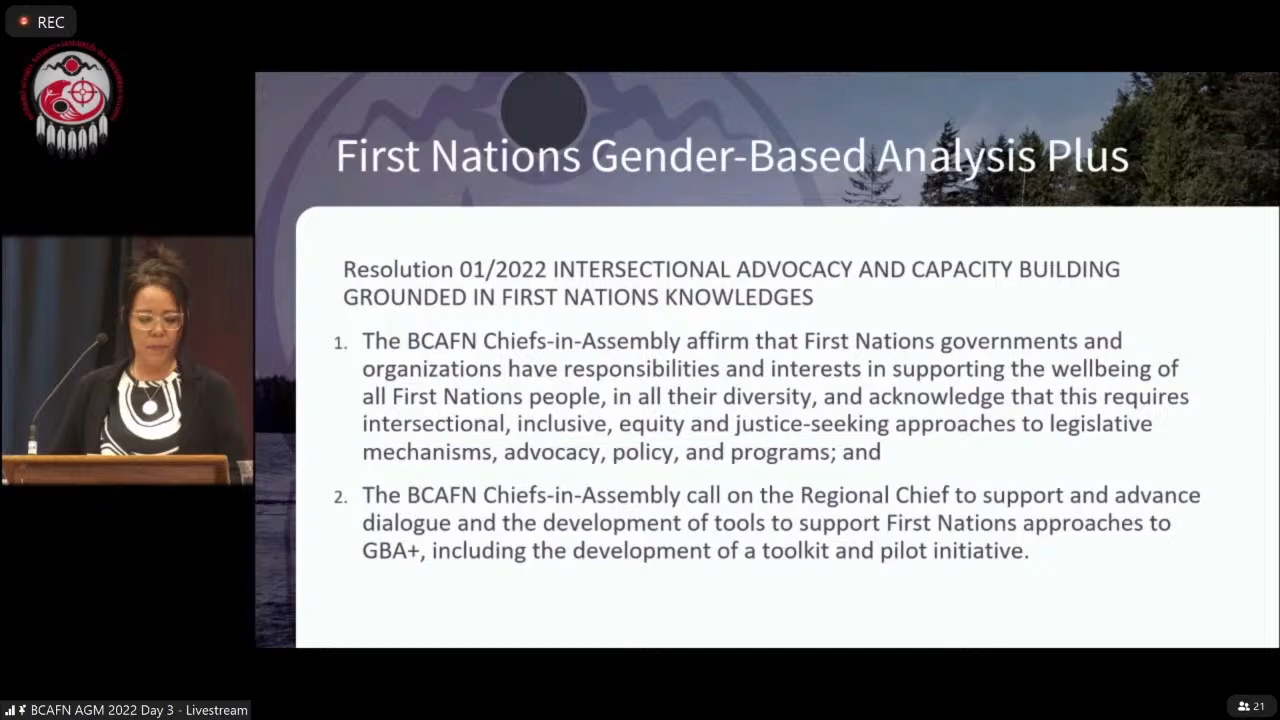 REC
First Nations Gender-Based Analysis Plus
Resolution 01/2022 INTERSECTIONAL ADVOCACY AND CAPACITY BUILDING
GROUNDED IN FIRST NATIONS KNOWLEDGES
1. The BCAFN Chiefs-in-Assembly affirm that First Nations governments and
organizations have responsibilities and interests in supporting the wellbeing of
all First Nations people, in all their diversity, and acknowledge that this requires
intersectional, inclusive, equity and justice-seeking approaches to legislative
mechanisms, advocacy, policy, and programs; and
2. The BCAFN Chiefs-in-Assembly call on the Regional Chief to support and advance
dialogue and the development of tools to support First Nations approaches to
GBA+, including the development of a toolkit and pilot initiative.
BCAFN AGM 2022 Day 3 - Livestream
21